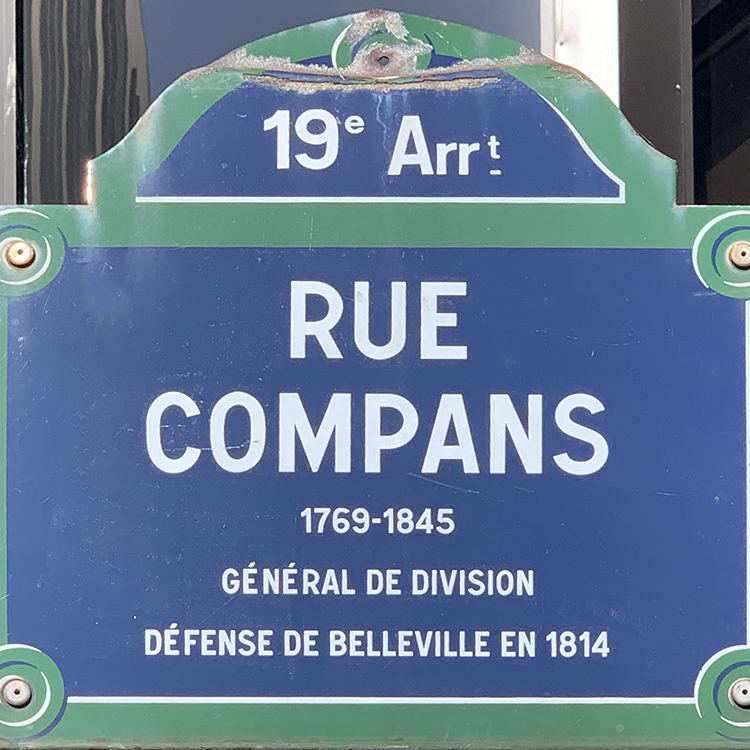 19e Arrt
RUE
COMPANS
1769-1845
GÉNÉRAL DE DIVISION
DÉFENSE DE BELLEVILLE EN 1814